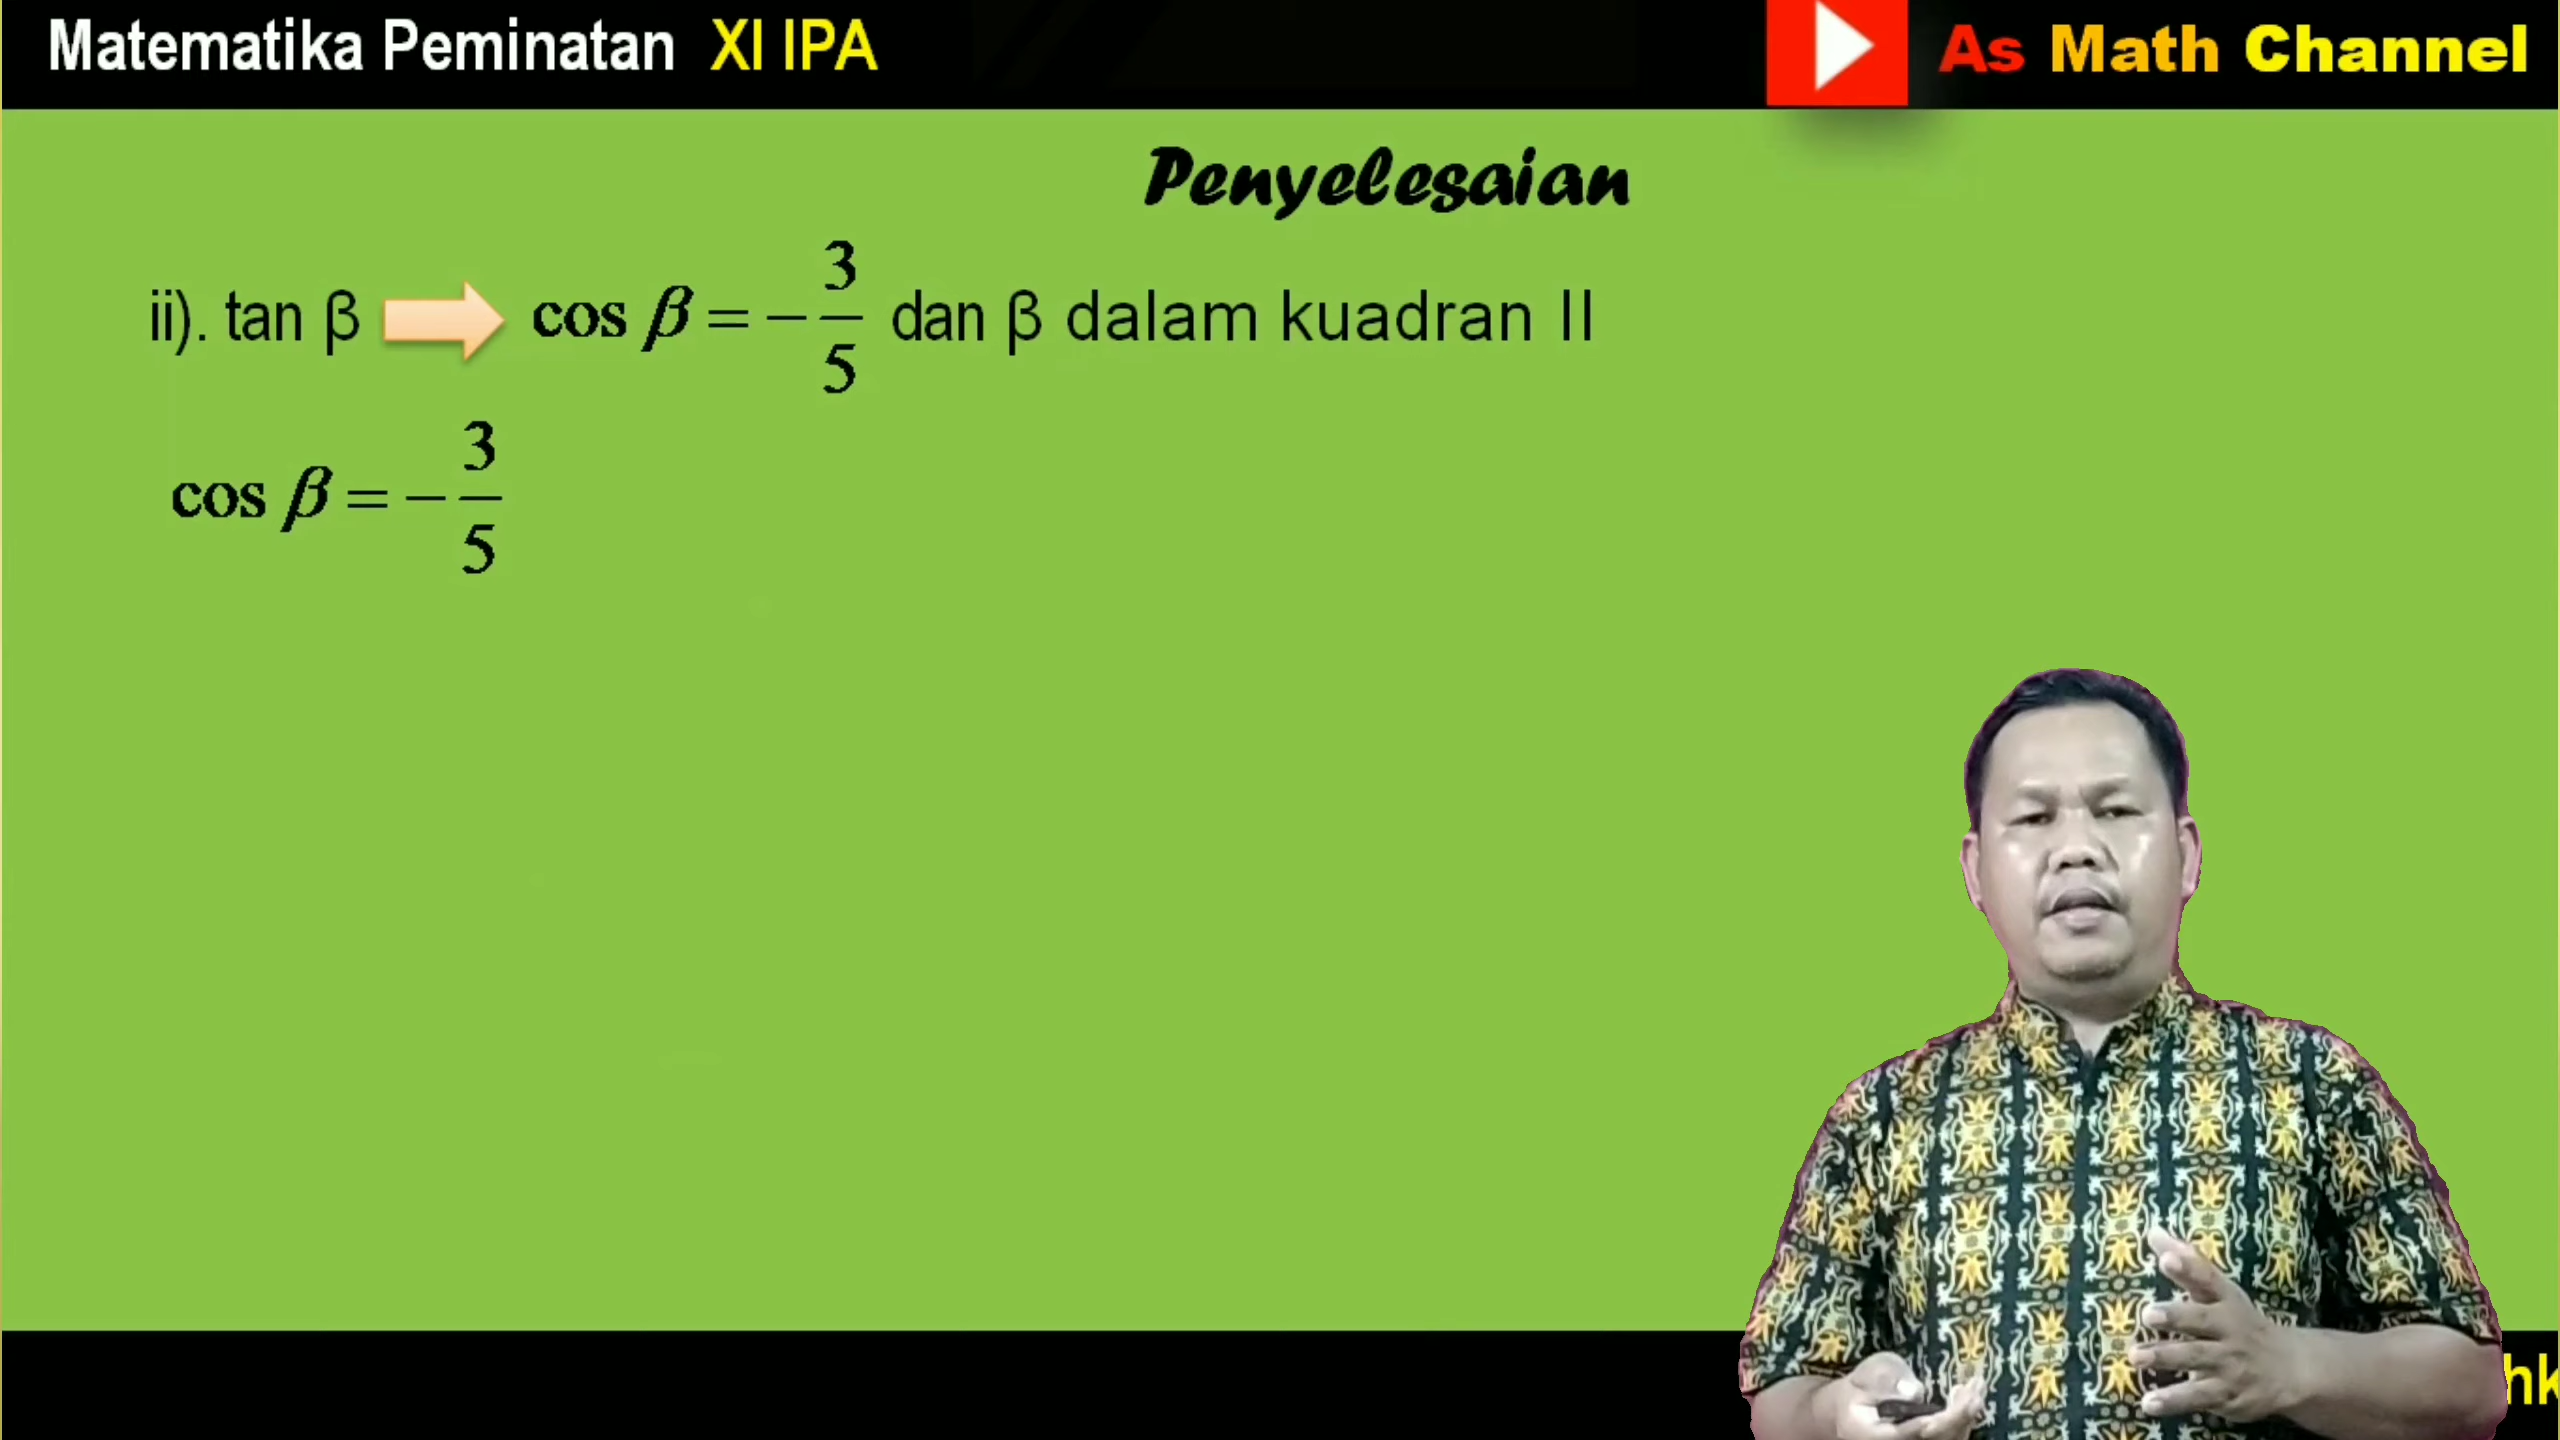 Matematika Peminatan XI IPA
As Math Channel
Penyelesaian
ii). tan β cos β = - 3/5 dan β dalam kuadran II
cos β = - 3/5